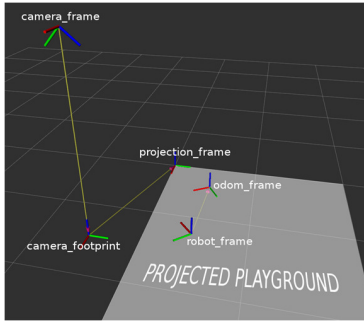 camera_frame
projection_frame
odom_frame
robot_frame
camera_footprint
PROJECTED PLAYGROUND